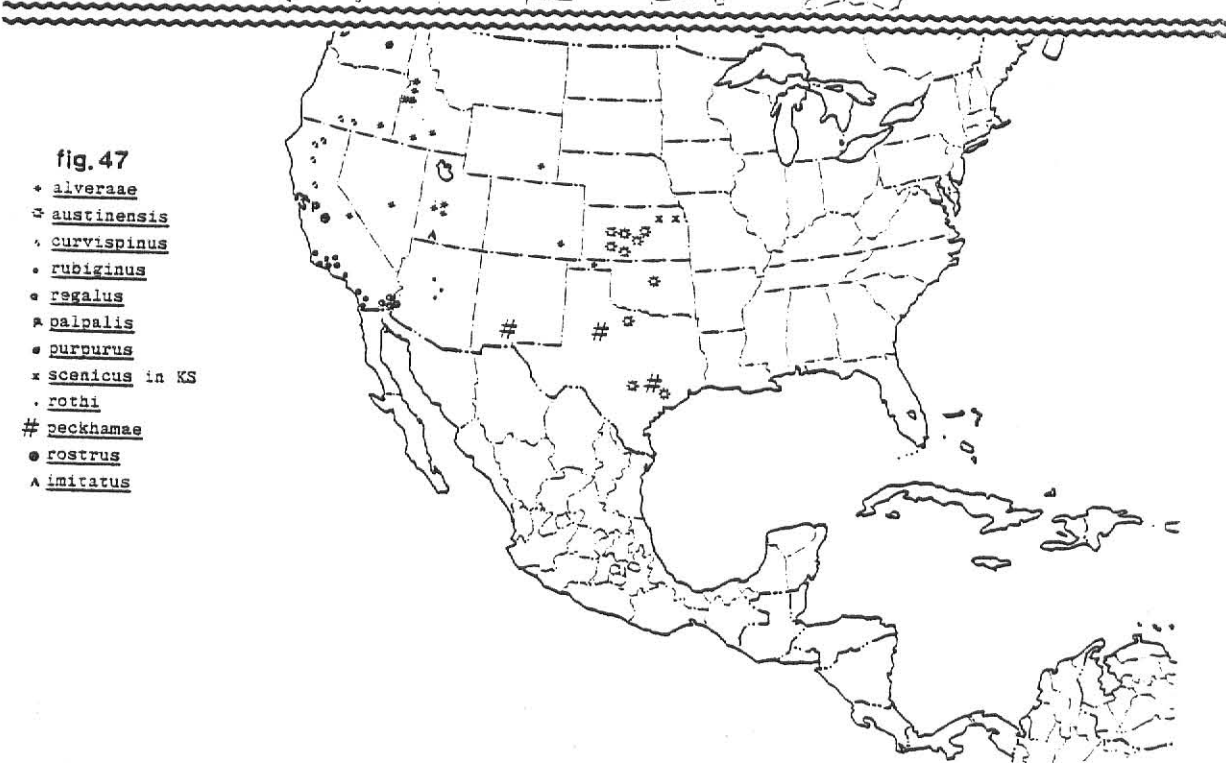 fig. 47
alveraae
austinensis
curvispinus
rubiginus
regalus
palpalis
purpurus
x scenicus in KS
rothi
# peckhamae
rostrus
imitatus